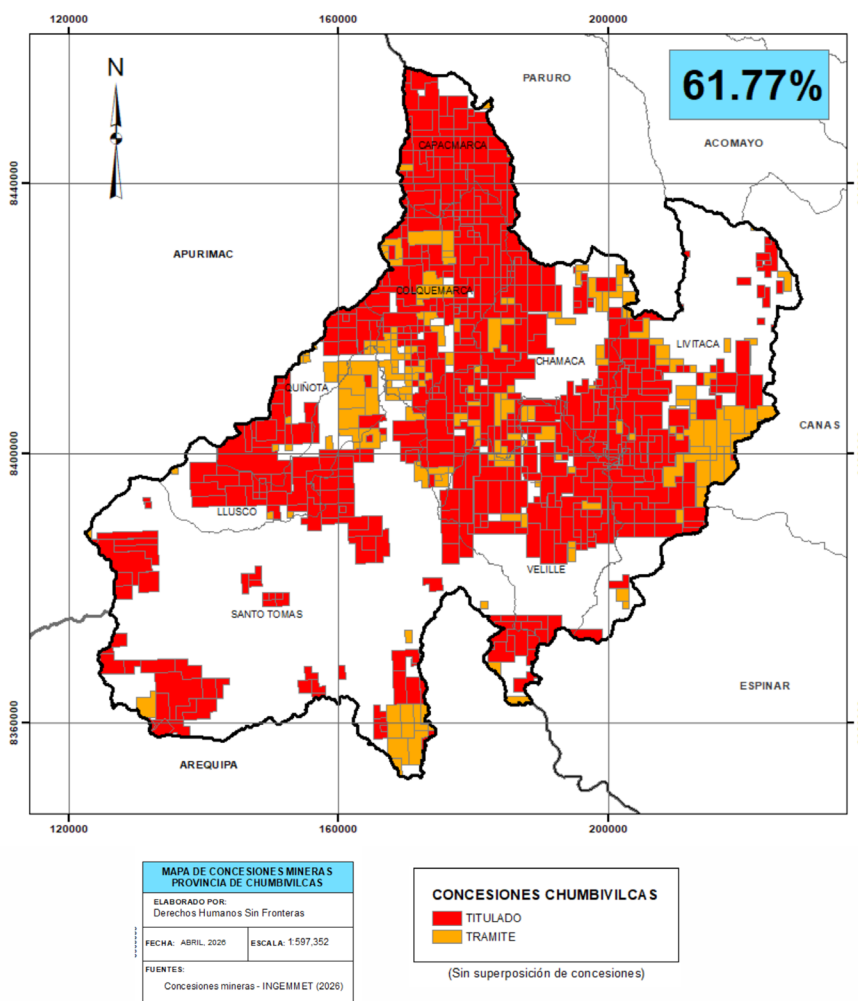 120000
160000
200000
N
PARURO
61.77%
ACOMAYO
CAPACMARCA
8440000
APURIMAC
COLQUEMARCA
LIVITACA
CHAMACA
QUIÑOTA
CANAS
8400000
LLUSCO
VELILLE
SANTO TOMAS
ESPINAR
8360000
AREQUIPA
120000
160000
200000
MAPA DE CONCESIONES MINERAS
PROVINCIA DE CHUMBIVILCAS
ELABORADO POR:
Derechos Humanos Sin Fronteras
FECHA: ABRIL, 2026
ESCALA: 1:597,352
FUENTES:
Concesiones mineras - INGEMMET (2026)
CONCESIONES CHUMBIVILCAS
TITULADO
TRAMITE
(Sin superposición de concesiones)